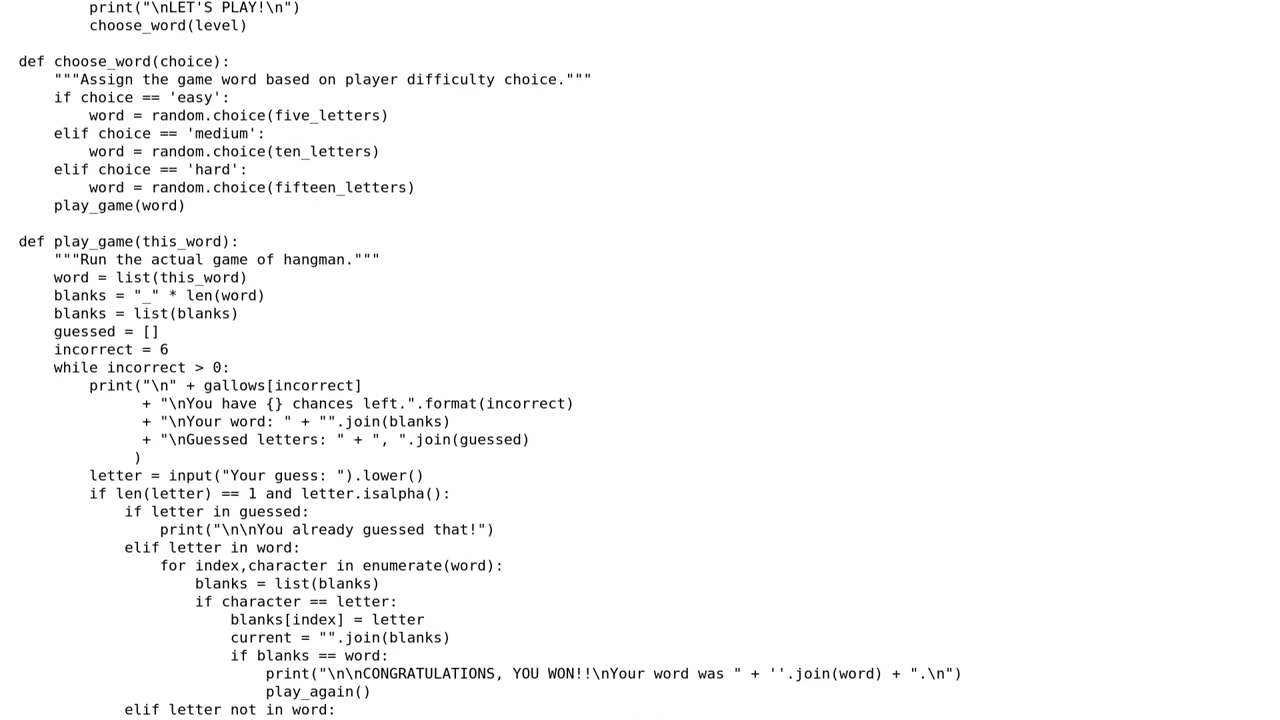 print("\nLET'S PLAY!\n")
        choose_word(level)

def choose_word(choice):
    """Assign the game word based on player difficulty choice."""
    if choice == 'easy':
        word = random.choice(five_letters)
    elif choice == 'medium':
        word = random.choice(ten_letters)
    elif choice == 'hard':
        word = random.choice(fifteen_letters)
    play_game(word)

def play_game(this_word):
    """Run the actual game of hangman."""
    word = list(this_word)
    blanks = "_" * len(word)
    blanks = list(blanks)
    guessed = []
    incorrect = 6
    while incorrect > 0:
        print("\n" + gallows[incorrect]
              + "\nYou have {} chances left.".format(incorrect)
              + "\nYour word: " + "".join(blanks)
              + "\nGuessed letters: " + ", ".join(guessed)
             )
        letter = input("Your guess: ").lower()
        if len(letter) == 1 and letter.isalpha():
            if letter in guessed:
                print("\n\nYou already guessed that!")
            elif letter in word:
                for index,character in enumerate(word):
                    blanks = list(blanks)
                    if character == letter:
                        blanks[index] = letter
                        current = "".join(blanks)
                        if blanks == word:
                            print("\n\nCONGRATULATIONS, YOU WON!!\nYour word was " + ''.join(word) + ".\n")
                            play_again()
            elif letter not in word: